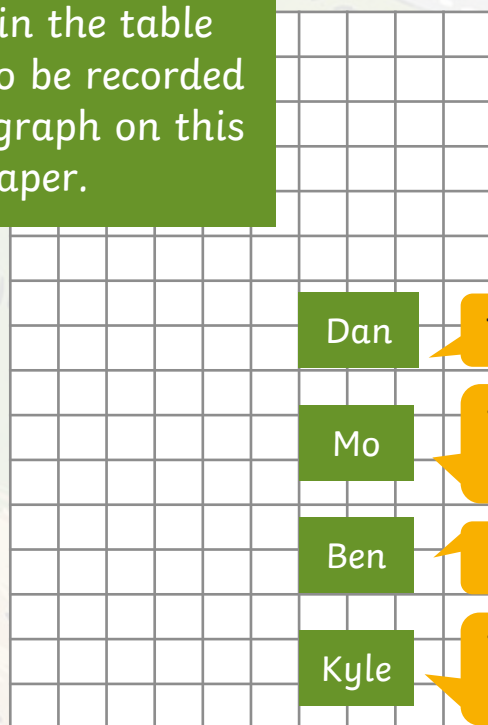 in the table
o be recorded
graph on this
aper.
Dan
Mo
Ben
Kyle